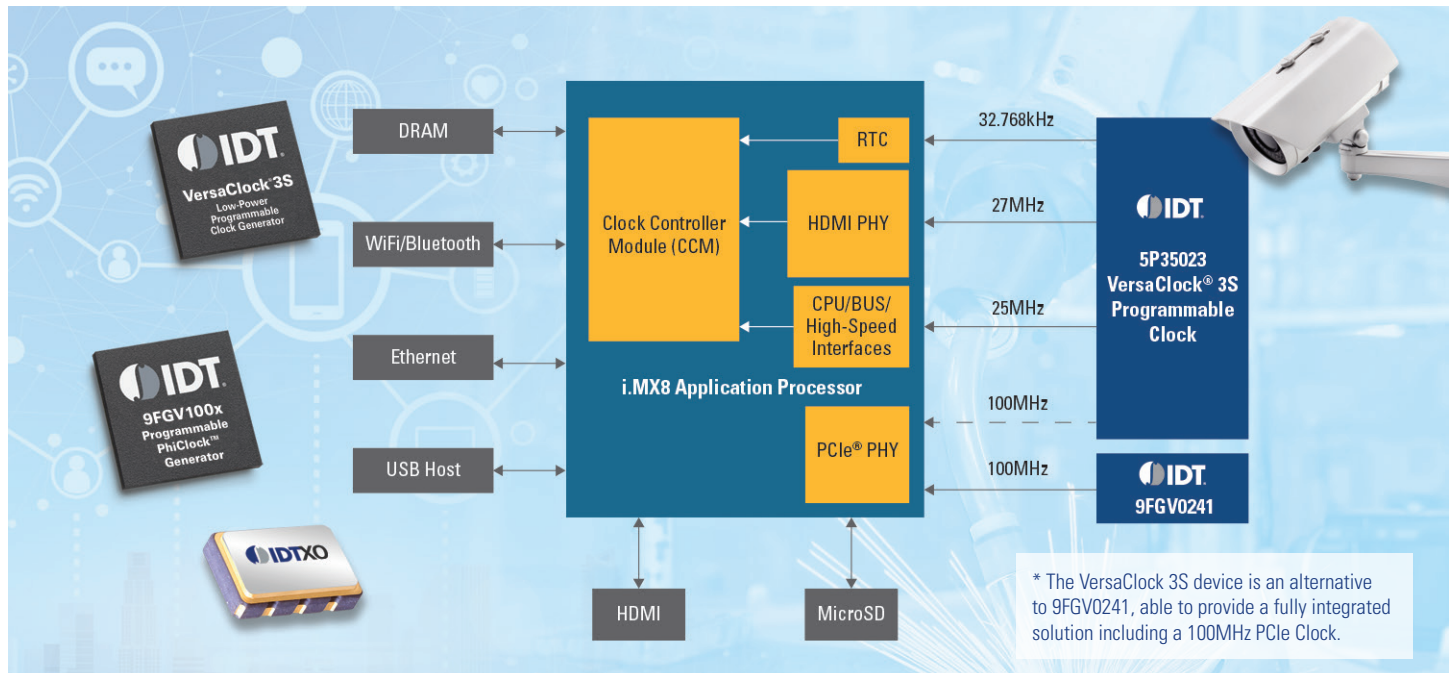 IDT.
VersaClock® 3S
Low-Power
Programmable
Clock Generator
IDT.
9FGV100x
Programmable
PhiClock™
Generator
IDTXO
DRAM
WiFi/Bluetooth
Ethernet
USB Host
Clock Controller
Module (CCM)
RTC
HDMI PHY
CPU/BUS/
High-Speed
Interfaces
i.MX8 Application Processor
PCIe® PHY
HDMI
MicroSD
32.768kHz
27MHz
25MHz
100MHz
100MHz
IDT.
5P35023
VersaClock® 3S
Programmable
Clock
IDT.
9FGV0241
* The VersaClock 3S device is an alternative
to 9FGV0241, able to provide a fully integrated
solution including a 100MHz PCIe Clock.